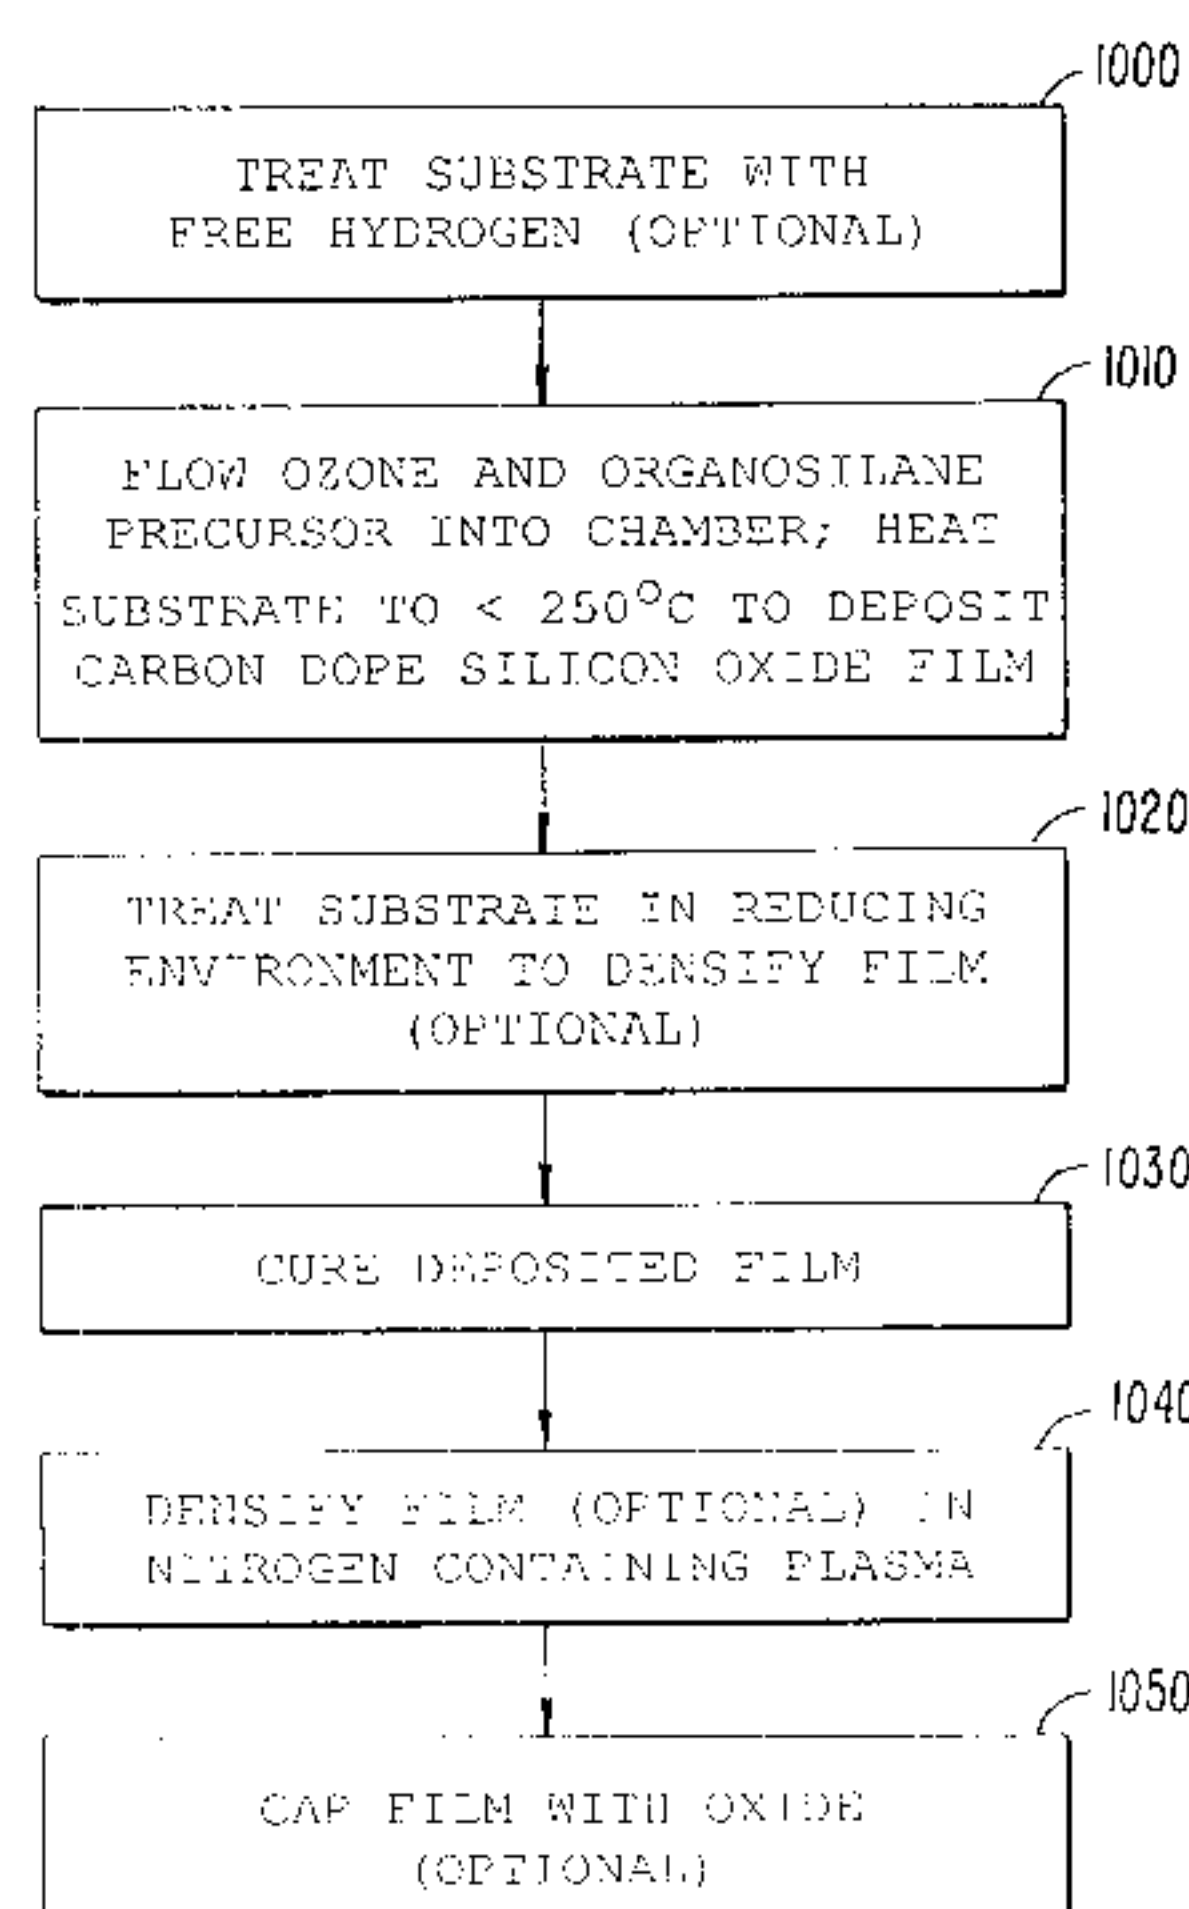 1000
TREAT SUBSTRATE WITH
FREE HYDROGEN (OPTIONAL)
1010
FLOW OZONE AND ORGANOSILANE
PRECURSOR INTO CHAMBER; HEAT
SUBSTRATE TO < 250°C TO DEPOSIT
CARBON DOPE SILICON OXIDE FILM
1020
TREAT SUBSTRATE IN REDUCING
ENVIRONMENT TO DENSIFY FILM
(OPTIONAL)
1030
CURE DEPOSITED FILM
1040
DENSIFY FILM (OPTIONAL) IN
NITROGEN CONTAINING PLASMA
1050
CAP FILM WITH OXIDE
(OPTIONAL)